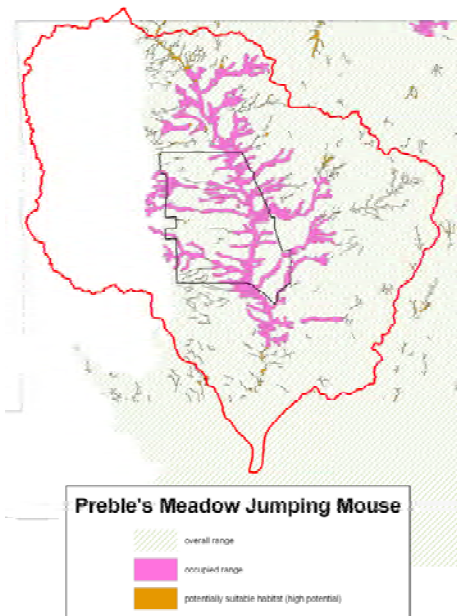 Preble's Meadow Jumping Mouse
overall range
occupied range
potentially suitable habitat (high potential)